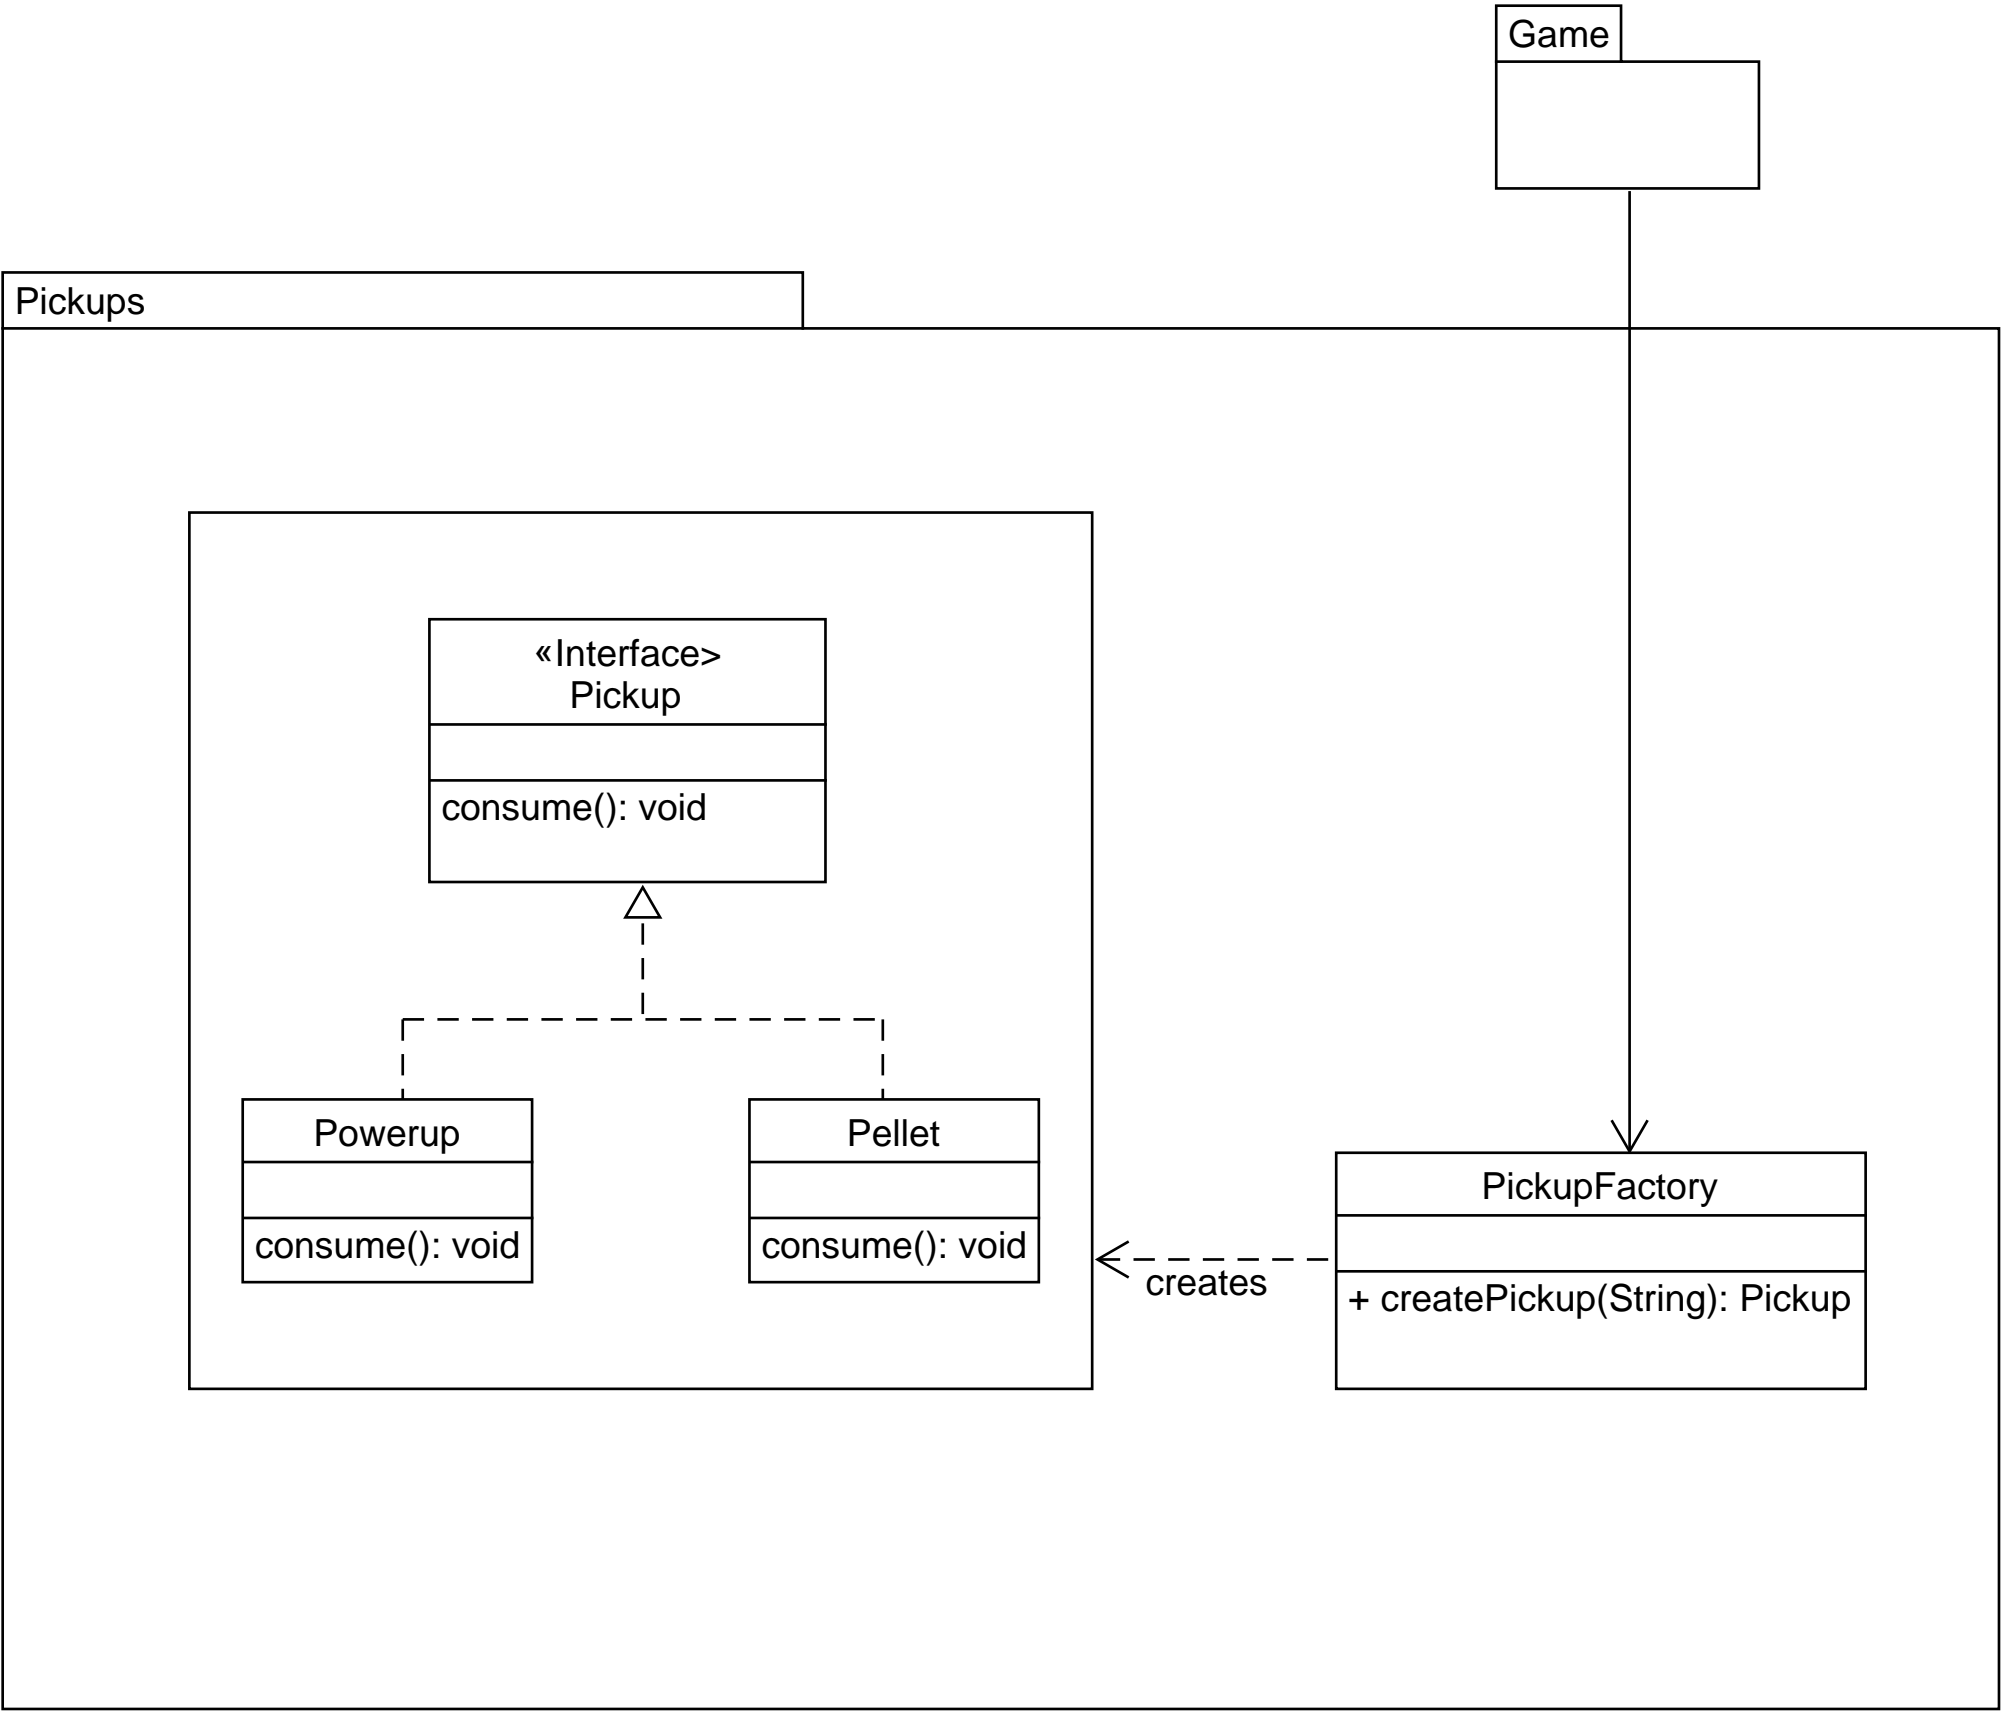 Game
Pickups
«Interface>
Pickup
consume(): void
Powerup
consume(): void
Pellet
consume(): void
creates
PickupFactory
+ createPickup(String): Pickup